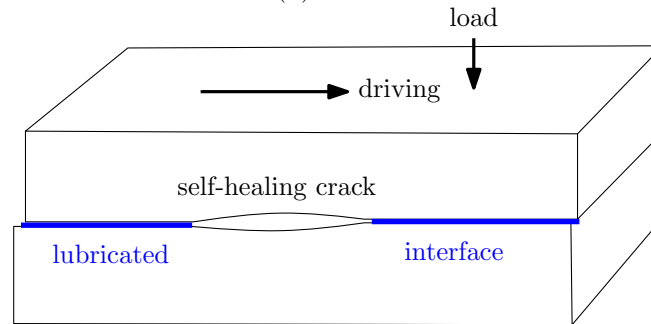 load
driving
self-healing crack
lubricated
interface